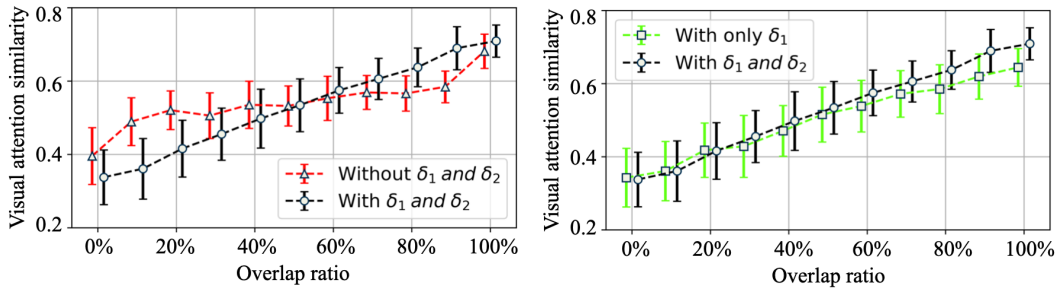 Visual attention similarity
0.8
0.6
0.4
0.2
Without δ₁ and δ₂
With δ₁ and δ₂
0%
20%
40%
60%
80%
100%
Overlap ratio
Visual attention similarity
0.8
0.6
0.4
0.2
With only δ₁
With δ₁ and δ₂
0%
20%
40%
60%
80%
100%
Overlap ratio